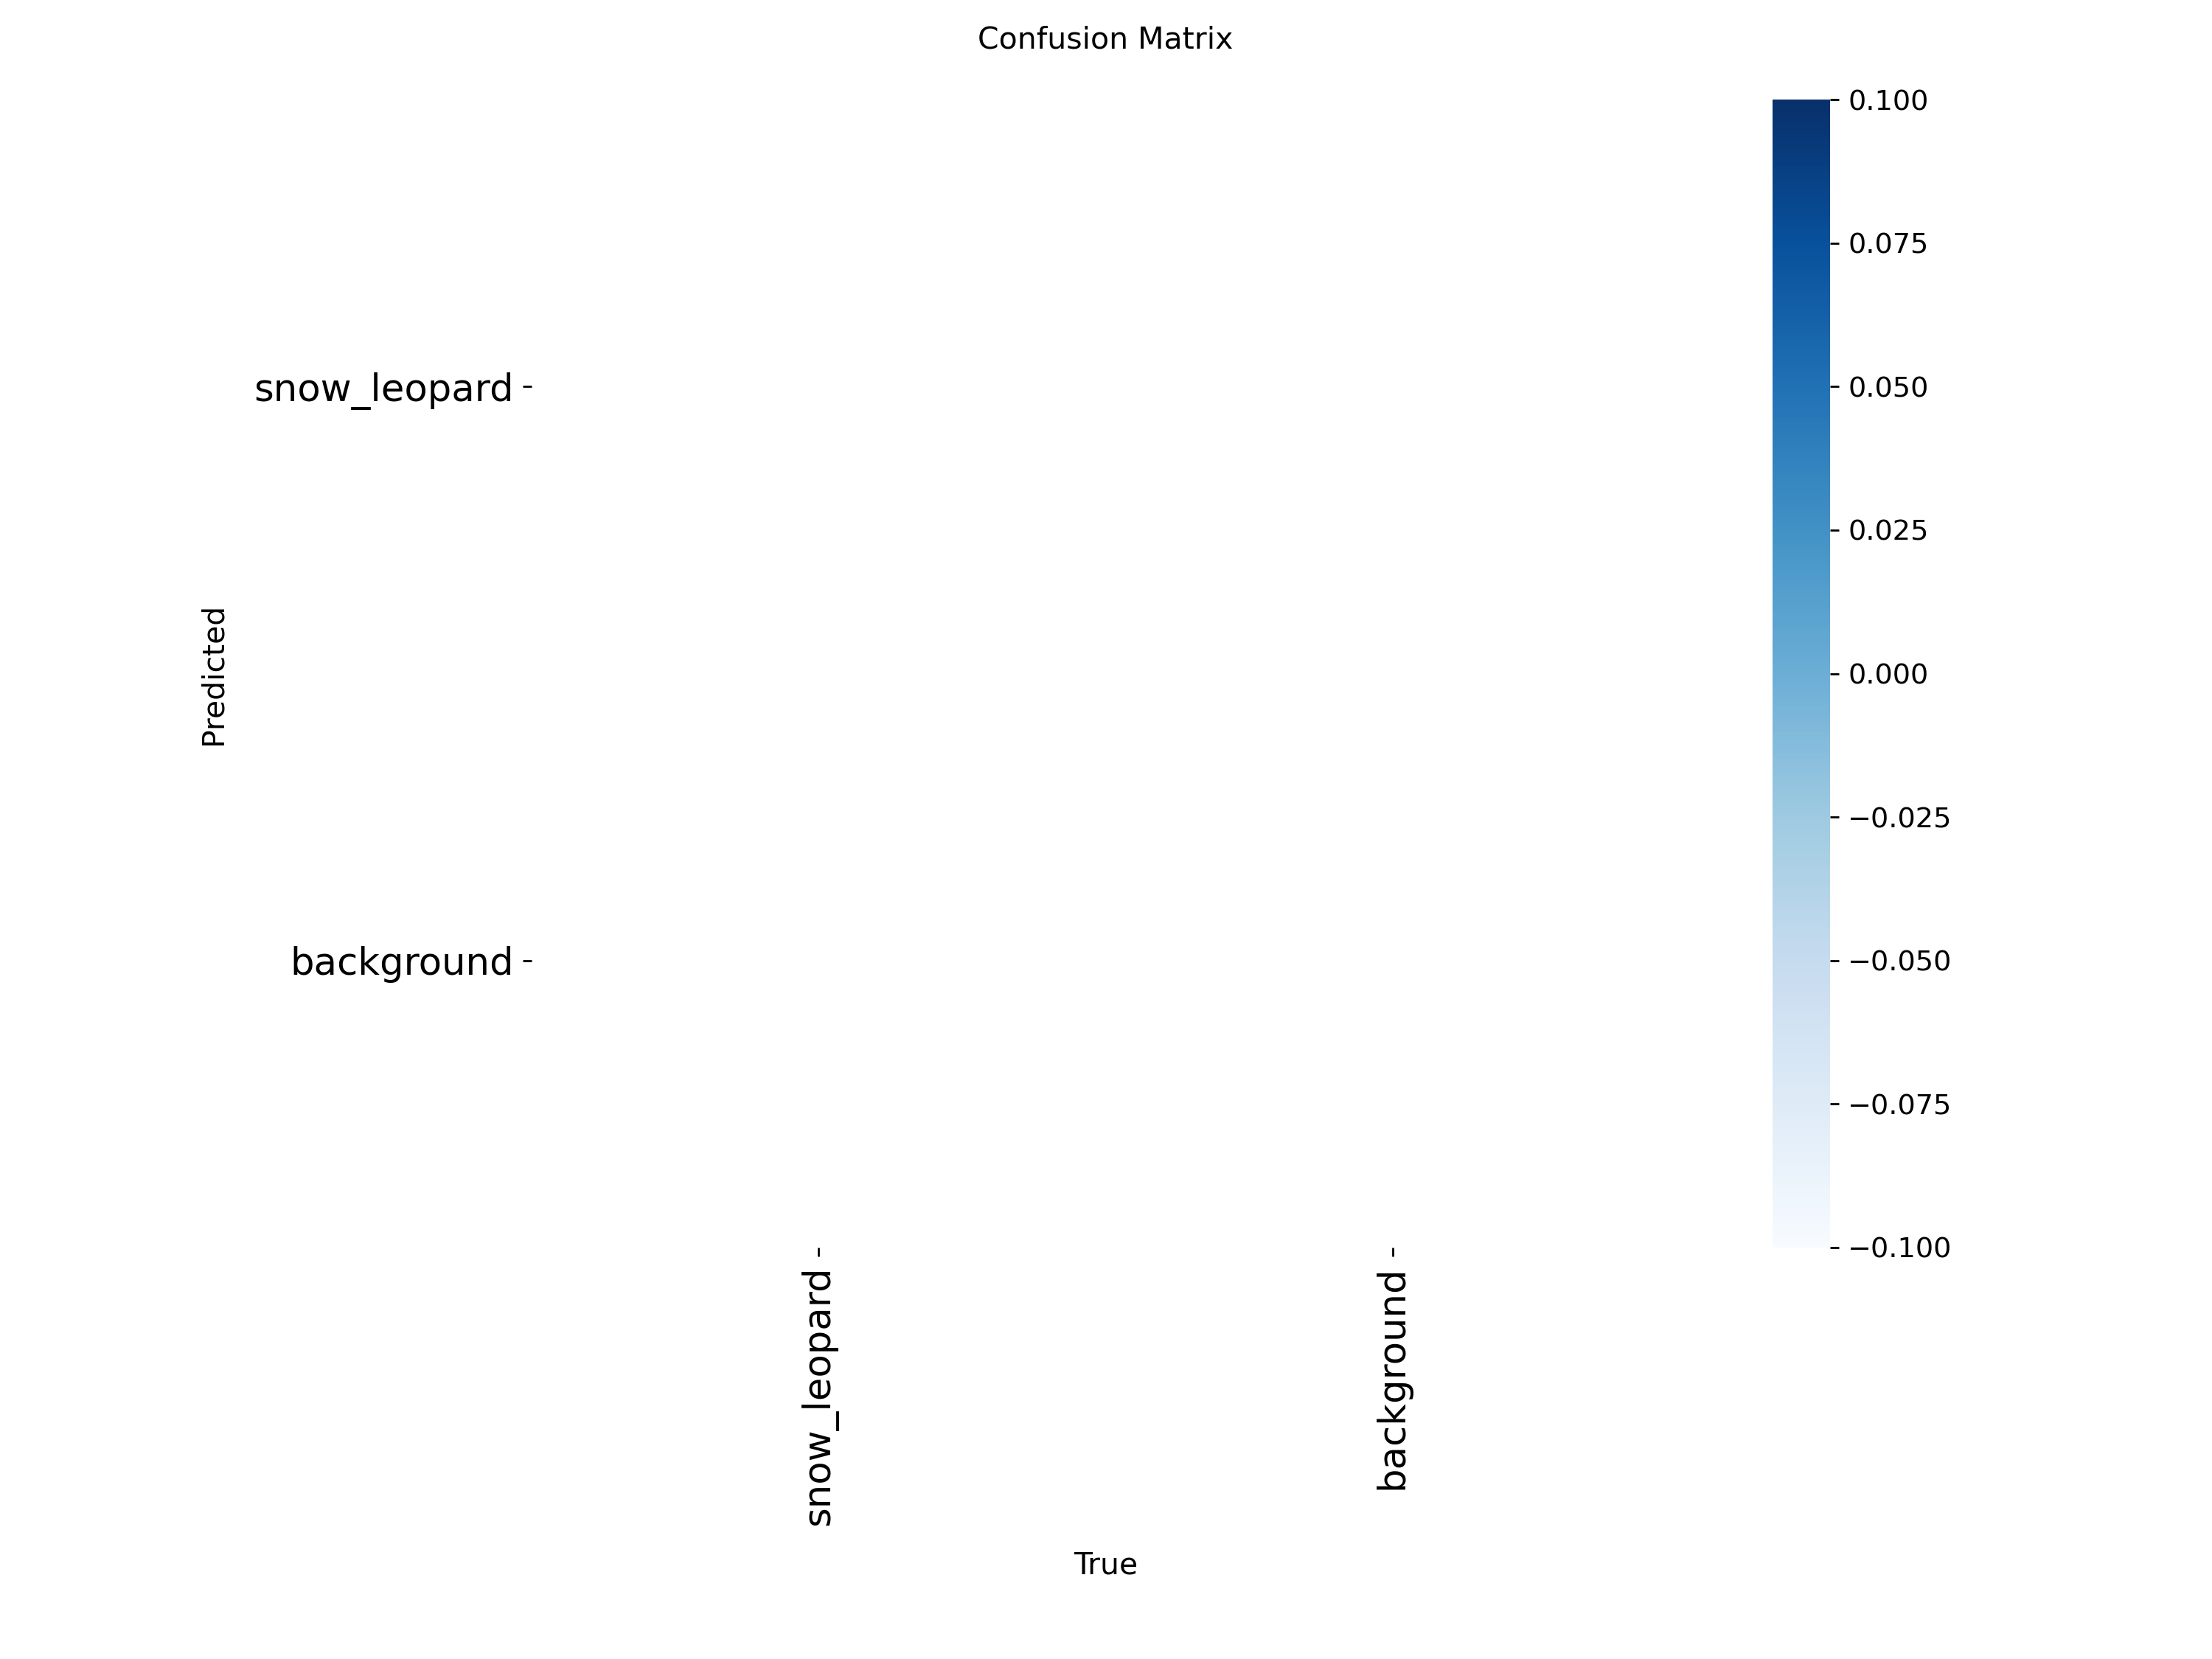 Confusion Matrix
0.100
0.075
snow_leopard
0.050
0.025
Predicted
0.000
−0.025
background
−0.050
−0.075
−0.100
snow_leopard
background
True